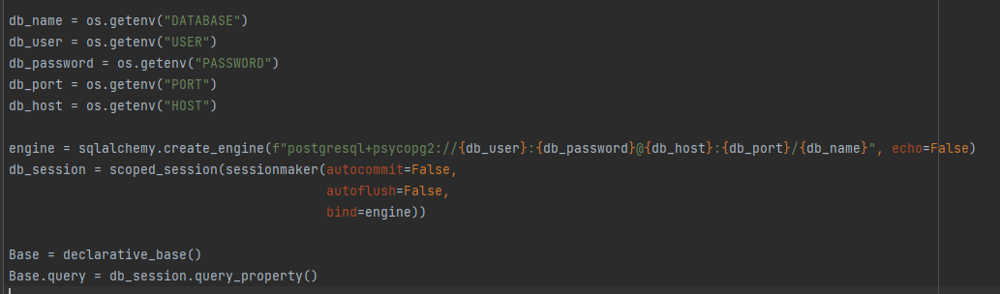 db_name = os.getenv("DATABASE")
db_user = os.getenv("USER")
db_password = os.getenv("PASSWORD")
db_port = os.getenv("PORT")
db_host = os.getenv("HOST")
engine = sqlalchemy.create_engine(f"postgresql+psycopg2://{db_user}:{db_password}@{db_host}:{db_port}/{db_name}", echo=False)
db_session = scoped_session(sessionmaker(autocommit=False,
autoflush=False,
bind=engine))
Base = declarative_base()
Base.query = db_session.query_property()